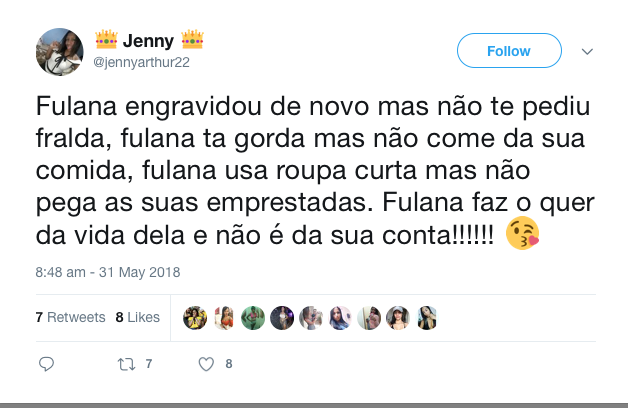 👑 Jenny 👑
@jennyarthur22
Follow
Fulana engravidou de novo mas não te pediu
fralda, fulana ta gorda mas não come da sua
comida, fulana usa roupa curta mas não
pega as suas emprestadas. Fulana faz o quer
da vida dela e não é da sua conta!!!!!! 😘
8:48 am - 31 May 2018
7 Retweets 8 Likes
7 8